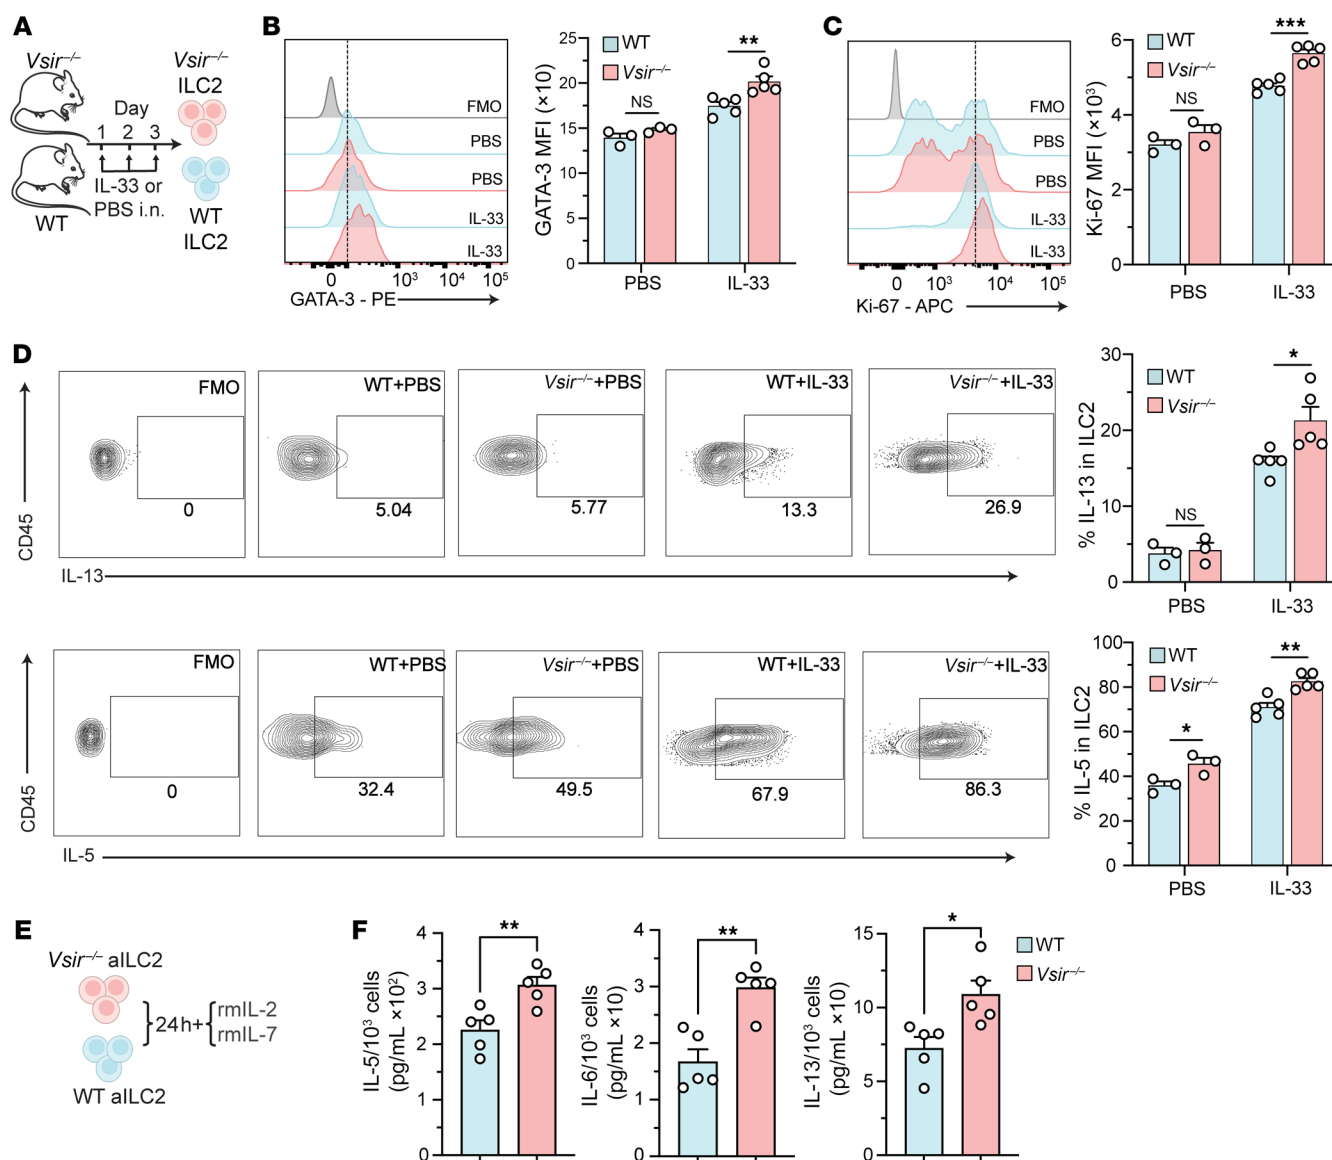 A
Vsir–/–
Vsir–/–
ILC2
Day
1 2 3
IL-33 or
PBS i.n.
WT
WT
ILC2
B
FMO
PBS
PBS
IL-33
IL-33
0 10³ 10⁴ 10⁵
GATA-3 - PE
WT
Vsir–/–
**
NS
GATA-3 MFI (×10)
25
20
15
10
5
0
PBS IL-33
C
FMO
PBS
PBS
IL-33
IL-33
0 10³ 10⁴ 10⁵
Ki-67 - APC
WT
Vsir–/–
***
NS
Ki-67 MFI (×10³)
6
4
2
0
PBS IL-33
D
FMO
0
WT+PBS
5.04
Vsir–/–+PBS
5.77
WT+IL-33
13.3
Vsir–/–+IL-33
26.9
CD45
IL-13
% IL-13 in ILC2
30
20
10
0
WT
Vsir–/–
*
NS
PBS IL-33
FMO
0
WT+PBS
32.4
Vsir–/–+PBS
49.5
WT+IL-33
67.9
Vsir–/–+IL-33
86.3
CD45
IL-5
% IL-5 in ILC2
100
80
60
40
20
0
WT
Vsir–/–
**
*
PBS IL-33
E
Vsir–/– aILC2
24h+
rmIL-2
rmIL-7
WT aILC2
F
IL-5/10³ cells
(pg/mL ×10²)
4
3
2
1
0
**
IL-6/10³ cells
(pg/mL ×10)
4
3
2
1
0
**
IL-13/10³ cells
(pg/mL ×10)
15
10
5
0
*
WT
Vsir–/–